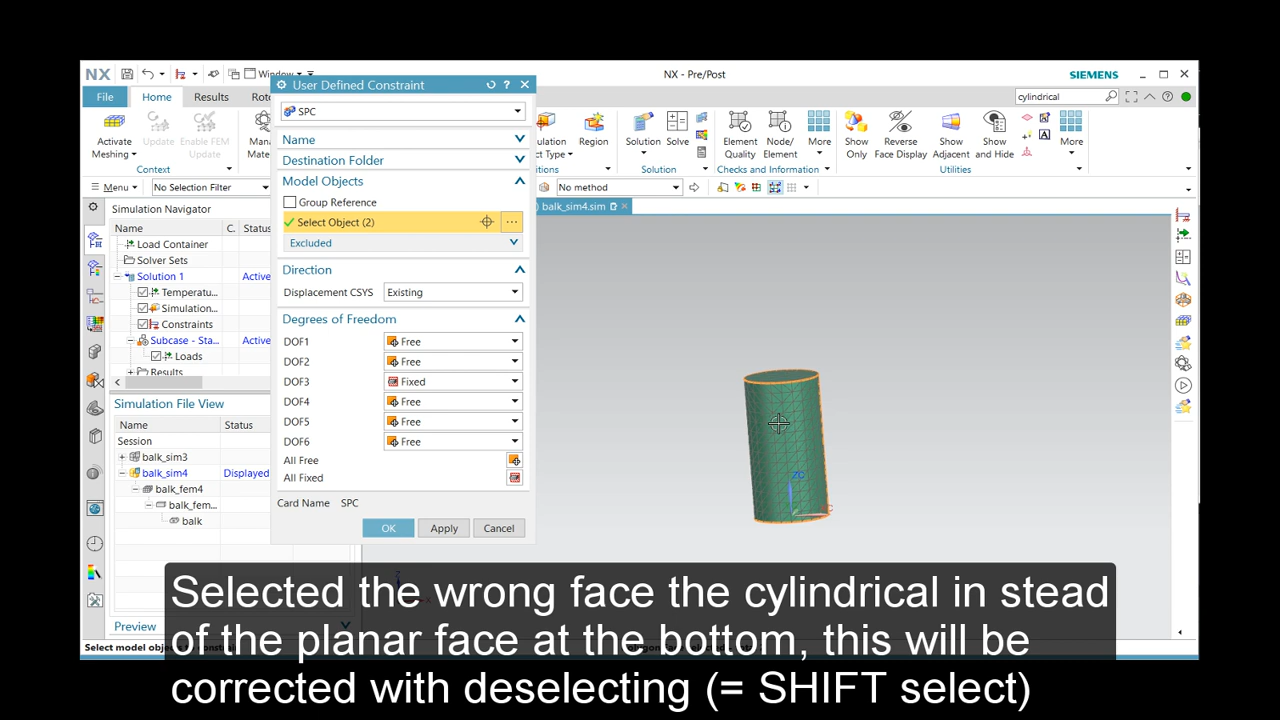 NX
Window
NX - Pre/Post
SIEMENS
File
Home
Results
cylindrical
User Defined Constraint
SPC
Activate
Meshing
Update
Enable FEM
Update
Region
Solution
Solve
Element
Quality
Node/
Element
More
Show
Only
Reverse
Face Display
Show
Adjacent
Show
and Hide
More
Context
Solution
Checks and Information
Utilities
Menu
No Selection Filter
No method
Simulation Navigator
Name
C.
Status
Load Container
Solver Sets
Solution 1
Active
Temperatu...
Simulation...
Constraints
Subcase - Sta...
Active
Loads
Results
Simulation File View
Name
Status
Session
balk_sim3
balk_sim4
Displayed
balk_fem4
balk_fem...
balk
Preview
Name
Destination Folder
Model Objects
Group Reference
Select Object (2)
Excluded
Direction
Displacement CSYS
Existing
Degrees of Freedom
DOF1
Free
DOF2
Free
DOF3
Fixed
DOF4
Free
DOF5
Free
DOF6
Free
All Free
All Fixed
Card Name
SPC
OK
Apply
Cancel
balk_sim4.sim
ZC
Selected the wrong face the cylindrical in stead
of the planar face at the bottom, this will be
corrected with deselecting (= SHIFT select)